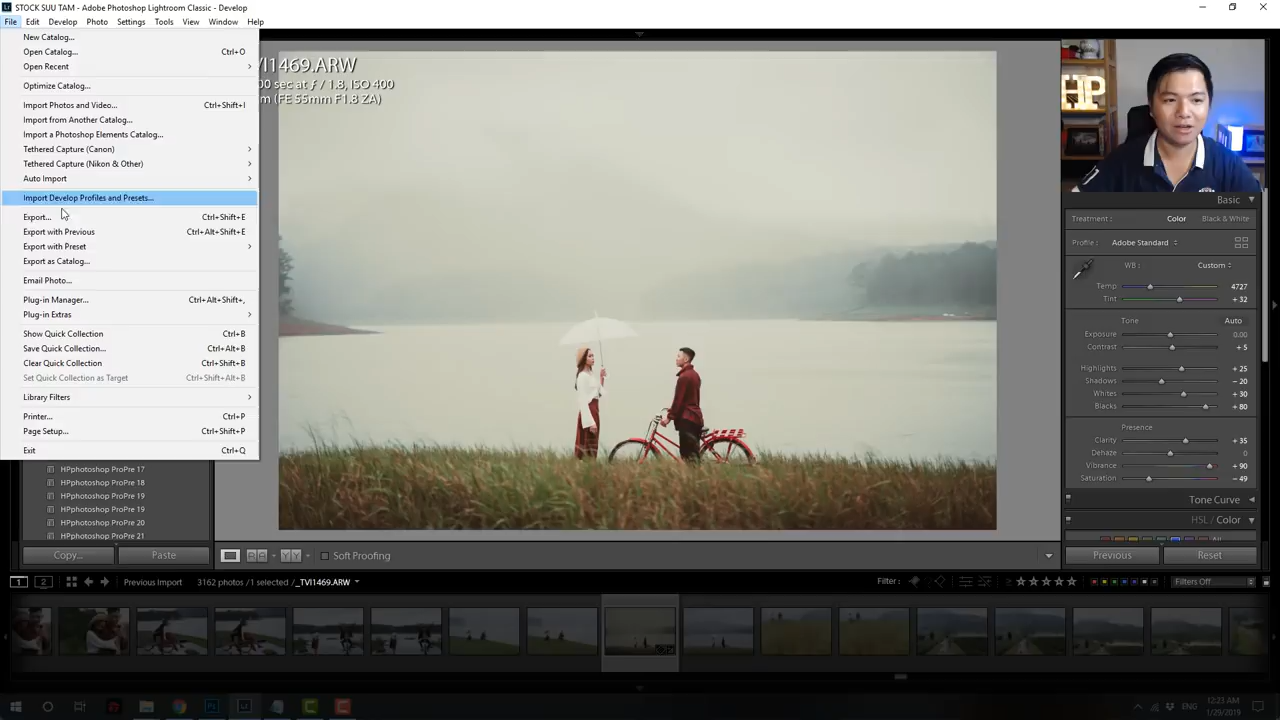 STOCK SUU TAM - Adobe Photoshop Lightroom Classic - Develop
File Edit Develop Photo Settings Tools View Window Help
New Catalog...
Open Catalog... Ctrl+O
Open Recent
Optimize Catalog...
Import Photos and Video... Ctrl+Shift+I
Import from Another Catalog...
Import a Photoshop Elements Catalog...
Tethered Capture (Canon)
Tethered Capture (Nikon & Other)
Auto Import
Import Develop Profiles and Presets...
Export... Ctrl+Shift+E
Export with Previous Ctrl+Alt+Shift+E
Export with Preset
Export as Catalog...
Email Photo...
Plug-in Manager... Ctrl+Alt+Shift+,
Plug-in Extras
Show Quick Collection Ctrl+B
Save Quick Collection... Ctrl+Alt+B
Clear Quick Collection Ctrl+Shift+B
Set Quick Collection as Target Ctrl+Shift+Alt+B
Library Filters
Printer... Ctrl+P
Page Setup... Ctrl+Shift+P
Exit Ctrl+Q
HPphotoshop ProPre 17
HPphotoshop ProPre 18
HPphotoshop ProPre 19
HPphotoshop ProPre 20
HPphotoshop ProPre 21
Copy... Paste
VI1469.ARW
00 sec at ƒ / 1.8, ISO 400
m (FE 55mm F1.8 ZA)
HP
Basic
Treatment: Color Black & White
Profile: Adobe Standard
WB: Custom
Temp 4727
Tint + 32
Tone Auto
Exposure 0.00
Contrast + 5
Highlights + 25
Shadows − 20
Whites + 30
Blacks + 80
Presence
Clarity + 35
Dehaze 0
Vibrance + 90
Saturation − 49
Tone Curve
HSL / Color
All
Soft Proofing
Previous Reset
1 2 Previous Import 3162 photos / 1 selected / _TVI1469.ARW Filter: Filters Off
ENG
12:23 AM
1/29/2019